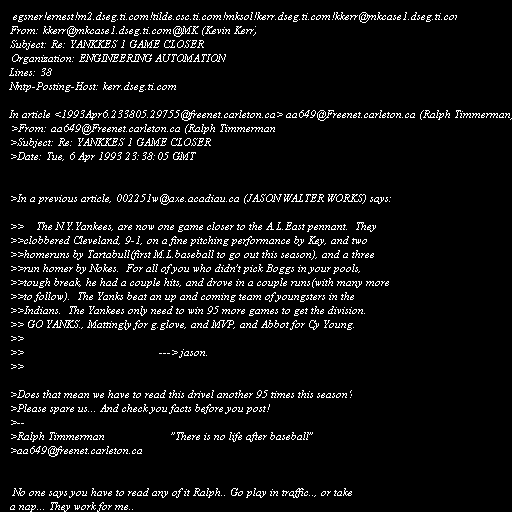 egsner!ernest!m2.dseg.ti.com!tilde.csc.ti.com!mksol!kerr.dseg.ti.com!kkerr@mkcase1.dseg.ti.com
From: kkerr@mkcase1.dseg.ti.com@MK (Kevin Kerr)
Subject: Re: YANKKES 1 GAME CLOSER
Organization: ENGINEERING AUTOMATION
Lines: 38
Nntp-Posting-Host: kerr.dseg.ti.com

In article <1993Apr6.233805.29755@freenet.carleton.ca> aa649@Freenet.carleton.ca (Ralph Timmerman)
>From: aa649@Freenet.carleton.ca (Ralph Timmerman
>Subject: Re: YANKKES 1 GAME CLOSER
>Date: Tue, 6 Apr 1993 23:38:05 GMT

>In a previous article, 002251w@axe.acadiau.ca (JASON WALTER WORKS) says:

>>    The N.Y.Yankees, are now one game closer to the A.L.East pennant.  They
>>clobbered Cleveland, 9-1, on a fine pitching performance by Key, and two
>>homeruns by Tartabull(first M.L.baseball to go out this season), and a three
>>run homer by Nokes.  For all of you who didn't pick Boggs in your pools,
>>tough break, he had a couple hits, and drove in a couple runs(with many more
>>to follow).  The Yanks beat an up and coming team of youngsters in the
>>Indians.  The Yankees only need to win 95 more games to get the division.
>> GO YANKS., Mattingly for g.glove, and MVP, and Abbot for Cy Young.
>>
>>                                             ---> jason.
>>

>Does that mean we have to read this drivel another 95 times this season?
>Please spare us... And check you facts before you post!
>--
>Ralph Timmerman                      "There is no life after baseball"
>aa649@freenet.carleton.ca

No one says you have to read any of it Ralph.. Go play in traffic.., or take
a nap... They work for me..